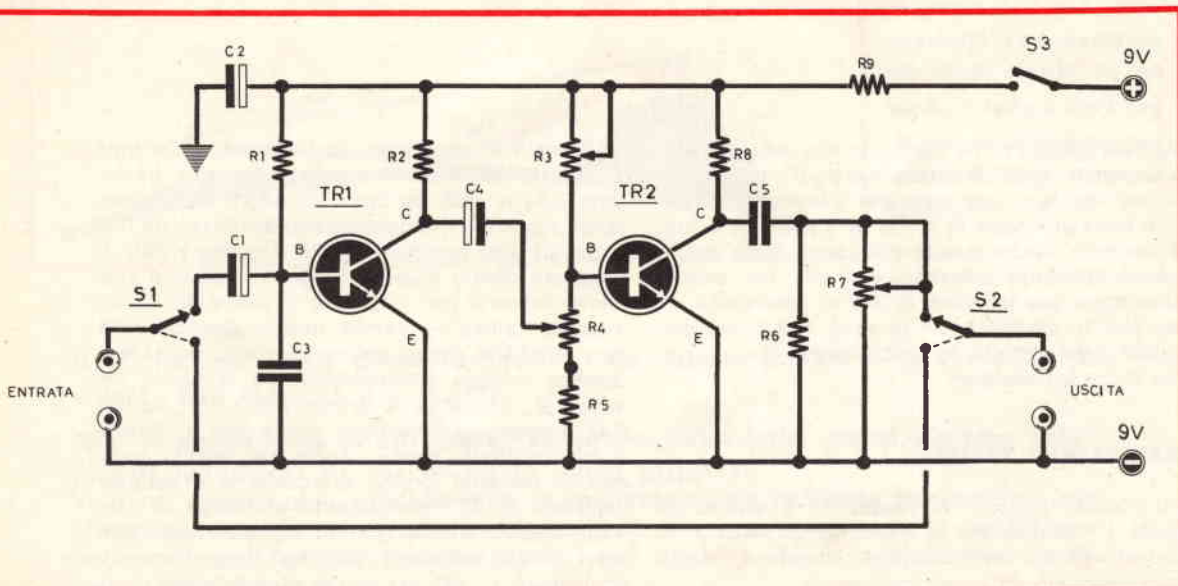 C2
S3
9V
R9
R1
R2
R3
R8
TR1
TR2
C4
C
C5
C
C1
B
B
R7
S1
S2
R4
R6
C3
E
E
ENTRATA
R5
USCITA
9V